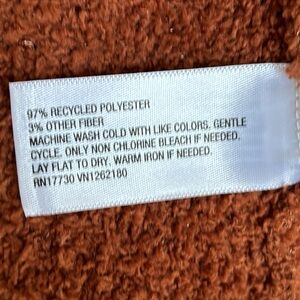 97% RECYCLED POLYESTER
3% OTHER FIBER
MACHINE WASH COLD WITH LIKE COLORS. GENTLE
CYCLE. ONLY NON CHLORINE BLEACH IF NEEDED.
LAY FLAT TO DRY. WARM IRON IF NEEDED.
RN17730 VN1262180